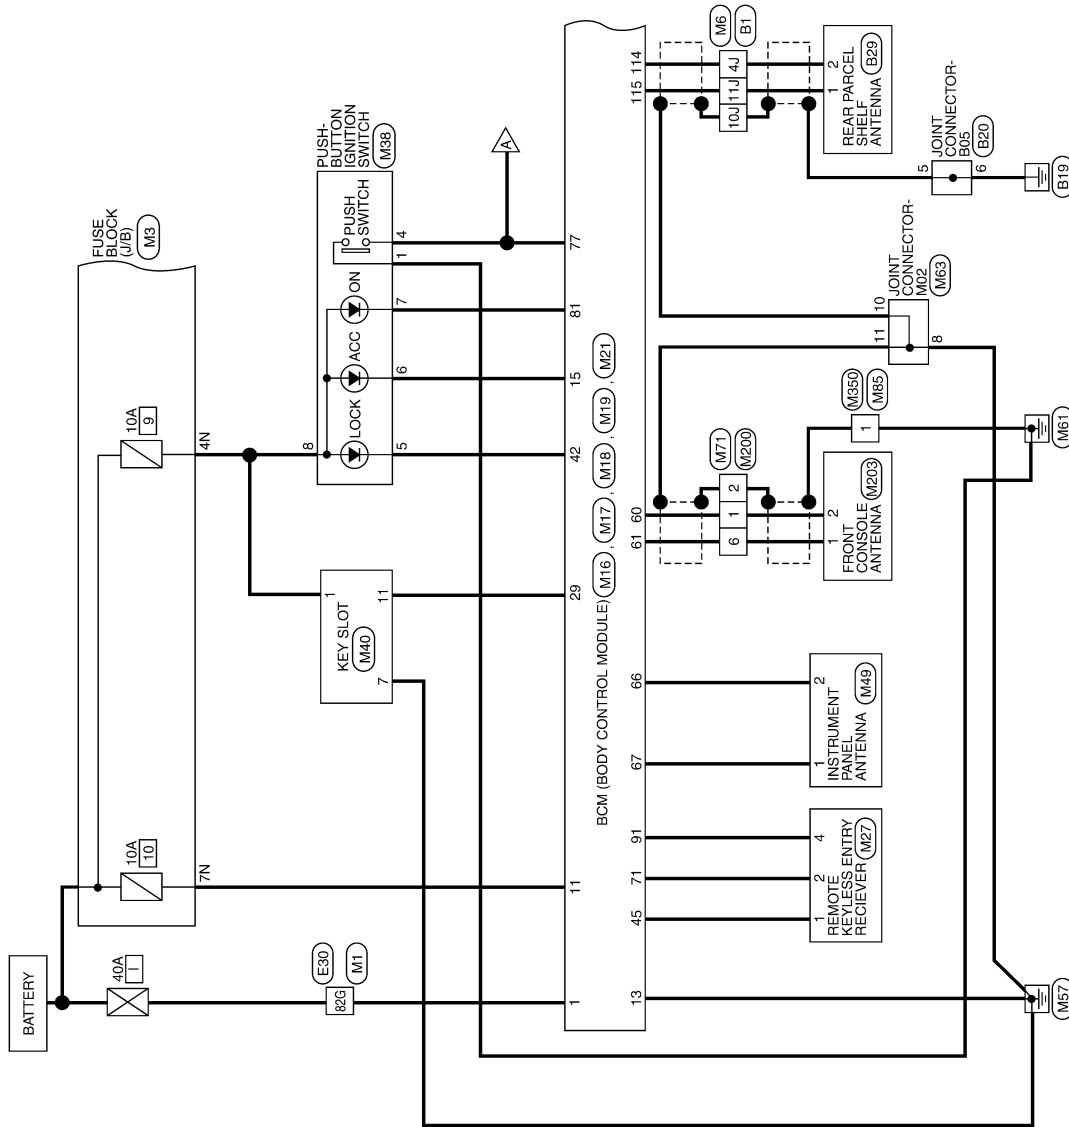 BATTERY
40A
I
E30
82G
M1
1
FUSE
BLOCK
(J/B)
M3
10A
10
7N
11
10A
9
4N
PUSH-
BUTTON
IGNITION
SWITCH
M38
8
LOCK
ACC
ON
PUSH
SWITCH
5
6
7
1
4
A
KEY SLOT
M40
1
11
7
BCM (BODY CONTROL MODULE)
M16 , M17 , M18 , M19 , M21
29
42
15
81
77
13
45
71
91
67
66
61
60
115
114
REMOTE
KEYLESS ENTRY
RECIEVER
M27
1
2
4
INSTRUMENT
PANEL
ANTENNA
M49
1
2
FRONT
CONSOLE
ANTENNA
M203
1
2
M71
M200
6
1
2
M350
M85
1
M6
B1
10J
11J
4J
REAR PARCEL
SHELF
ANTENNA
B29
1
2
JOINT
CONNECTOR-
M02
M63
11
10
8
JOINT
CONNECTOR-
B05
B20
5
6
M57
M61
B19